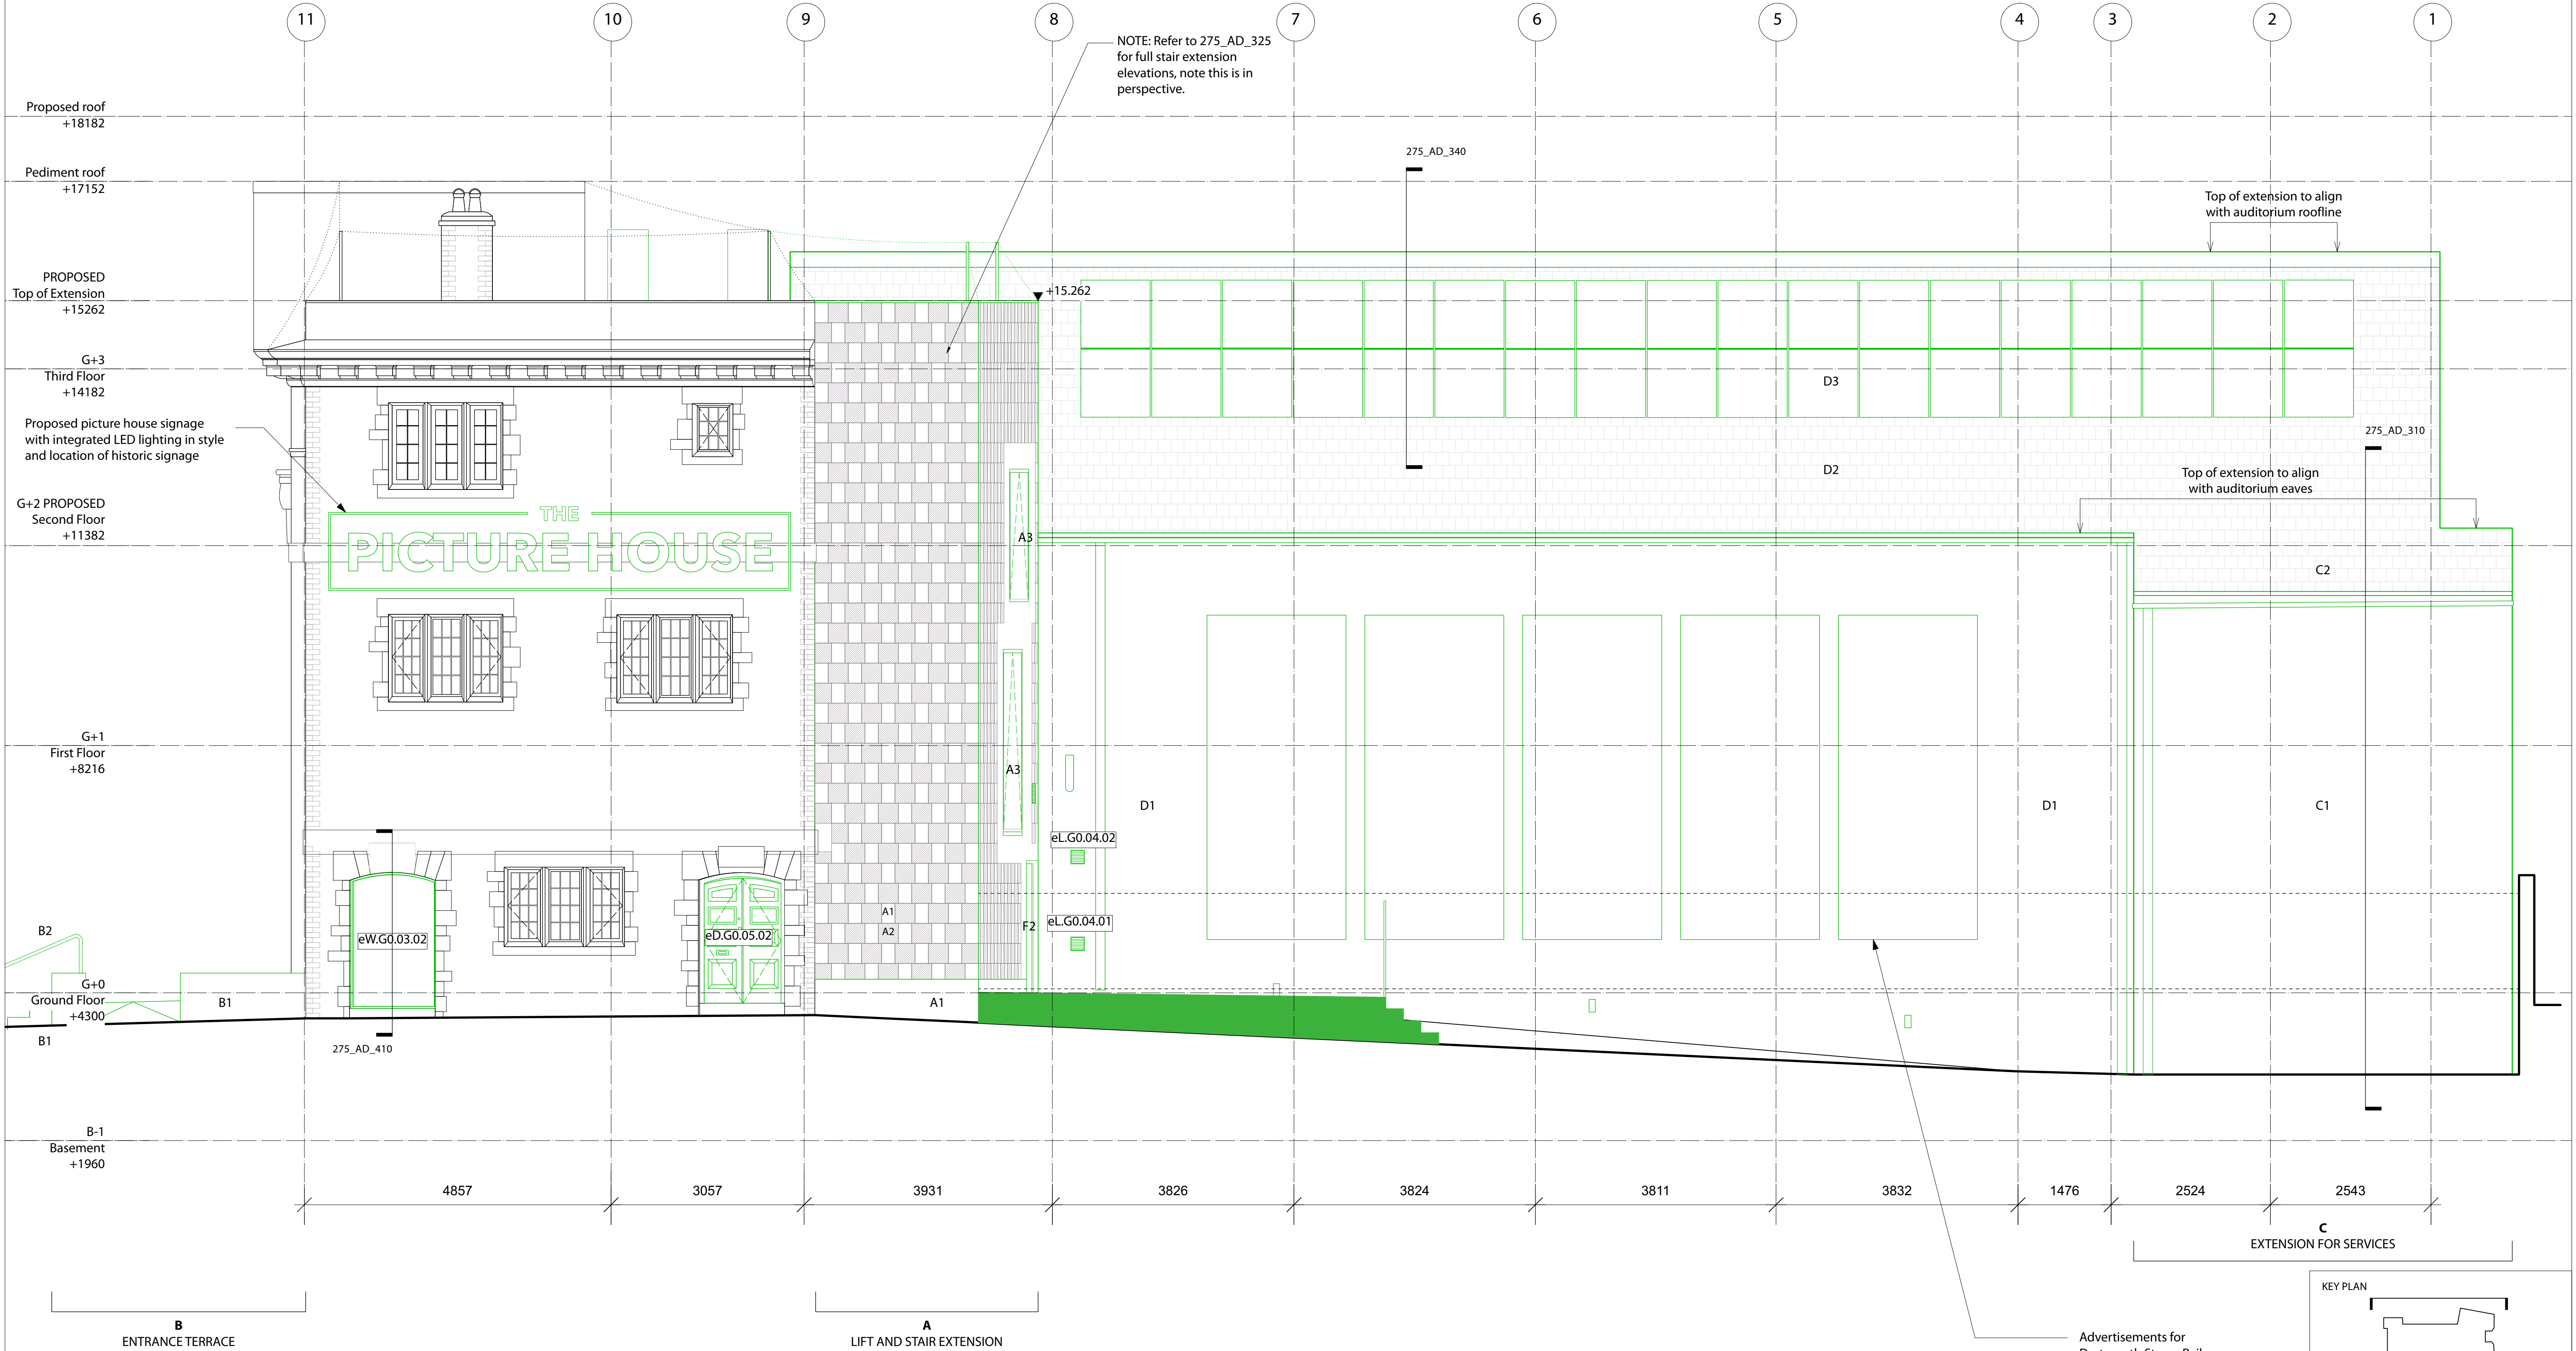 11
10
9
8
7
6
5
4
3
2
1
NOTE: Refer to 275_AD_325
for full stair extension
elevations, note this is in
perspective.
Proposed roof
+18182
Pediment roof
+17152
275_AD_340
Top of extension to align
with auditorium roofline
PROPOSED
Top of Extension
+15262
+15.262
G+3
Third Floor
+14182
D3
Proposed picture house signage
with integrated LED lighting in style
and location of historic signage
275_AD_310
D2
Top of extension to align
with auditorium eaves
G+2 PROPOSED
Second Floor
+11382
THE
PICTURE HOUSE
A3
C2
G+1
First Floor
+8216
A3
D1
D1
C1
eL.G0.04.02
A1
A2
F2
eL.G0.04.01
B2
eW.G0.03.02
eD.G0.05.02
G+0
Ground Floor
+4300
B1
A1
B1
275_AD_410
B-1
Basement
+1960
4857
3057
3931
3826
3824
3811
3832
1476
2524
2543
C
EXTENSION FOR SERVICES
KEY PLAN
B
ENTRANCE TERRACE
A
LIFT AND STAIR EXTENSION
Advertisements for